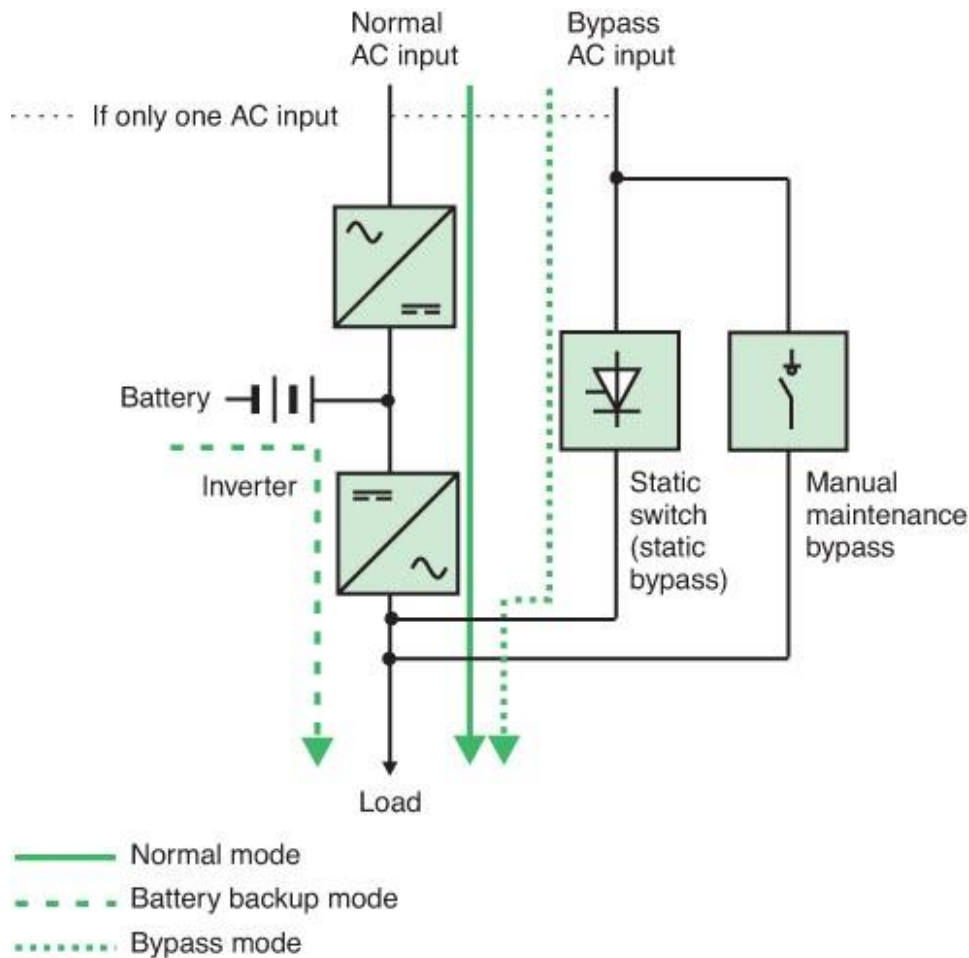 Normal
AC input
Bypass
AC input
If only one AC input
Battery
Inverter
Static
switch
(static
bypass)
Manual
maintenance
bypass
Load
Normal mode
Battery backup mode
Bypass mode